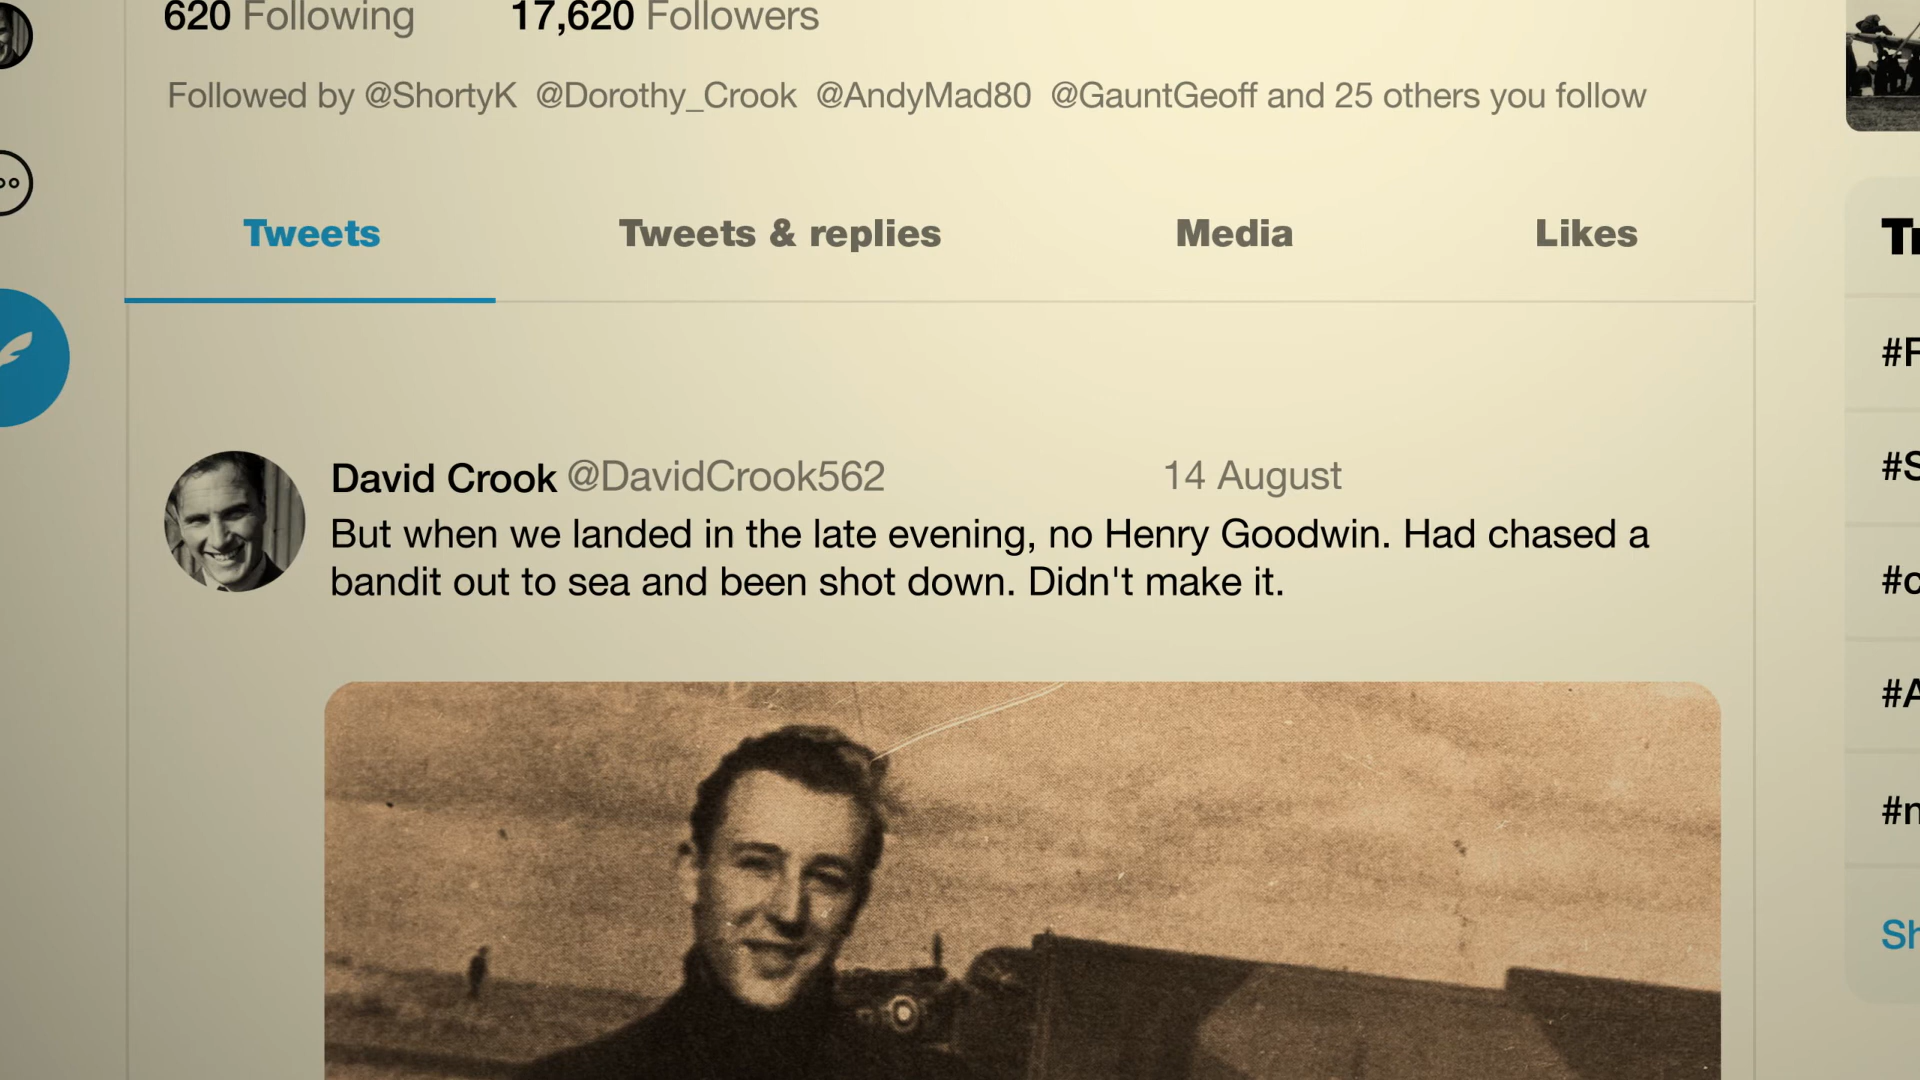 620 Following 17,620 Followers
Followed by @ShortyK @Dorothy_Crook @AndyMad80 @GauntGeoff and 25 others you follow
Tweets Tweets & replies Media Likes
David Crook @DavidCrook562 14 August
But when we landed in the late evening, no Henry Goodwin. Had chased a
bandit out to sea and been shot down. Didn't make it.